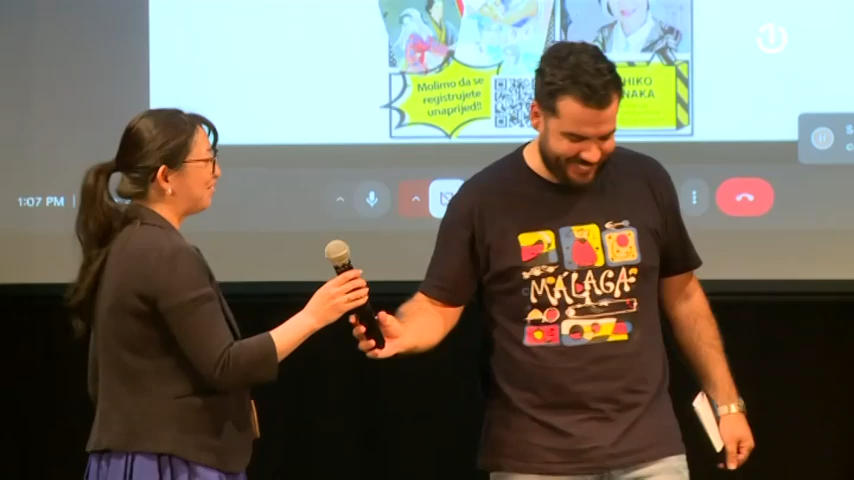 Molimo da se
registrujete
unaprijed!!
HIKO
NAKA
1:07 PM
MÁLAGA